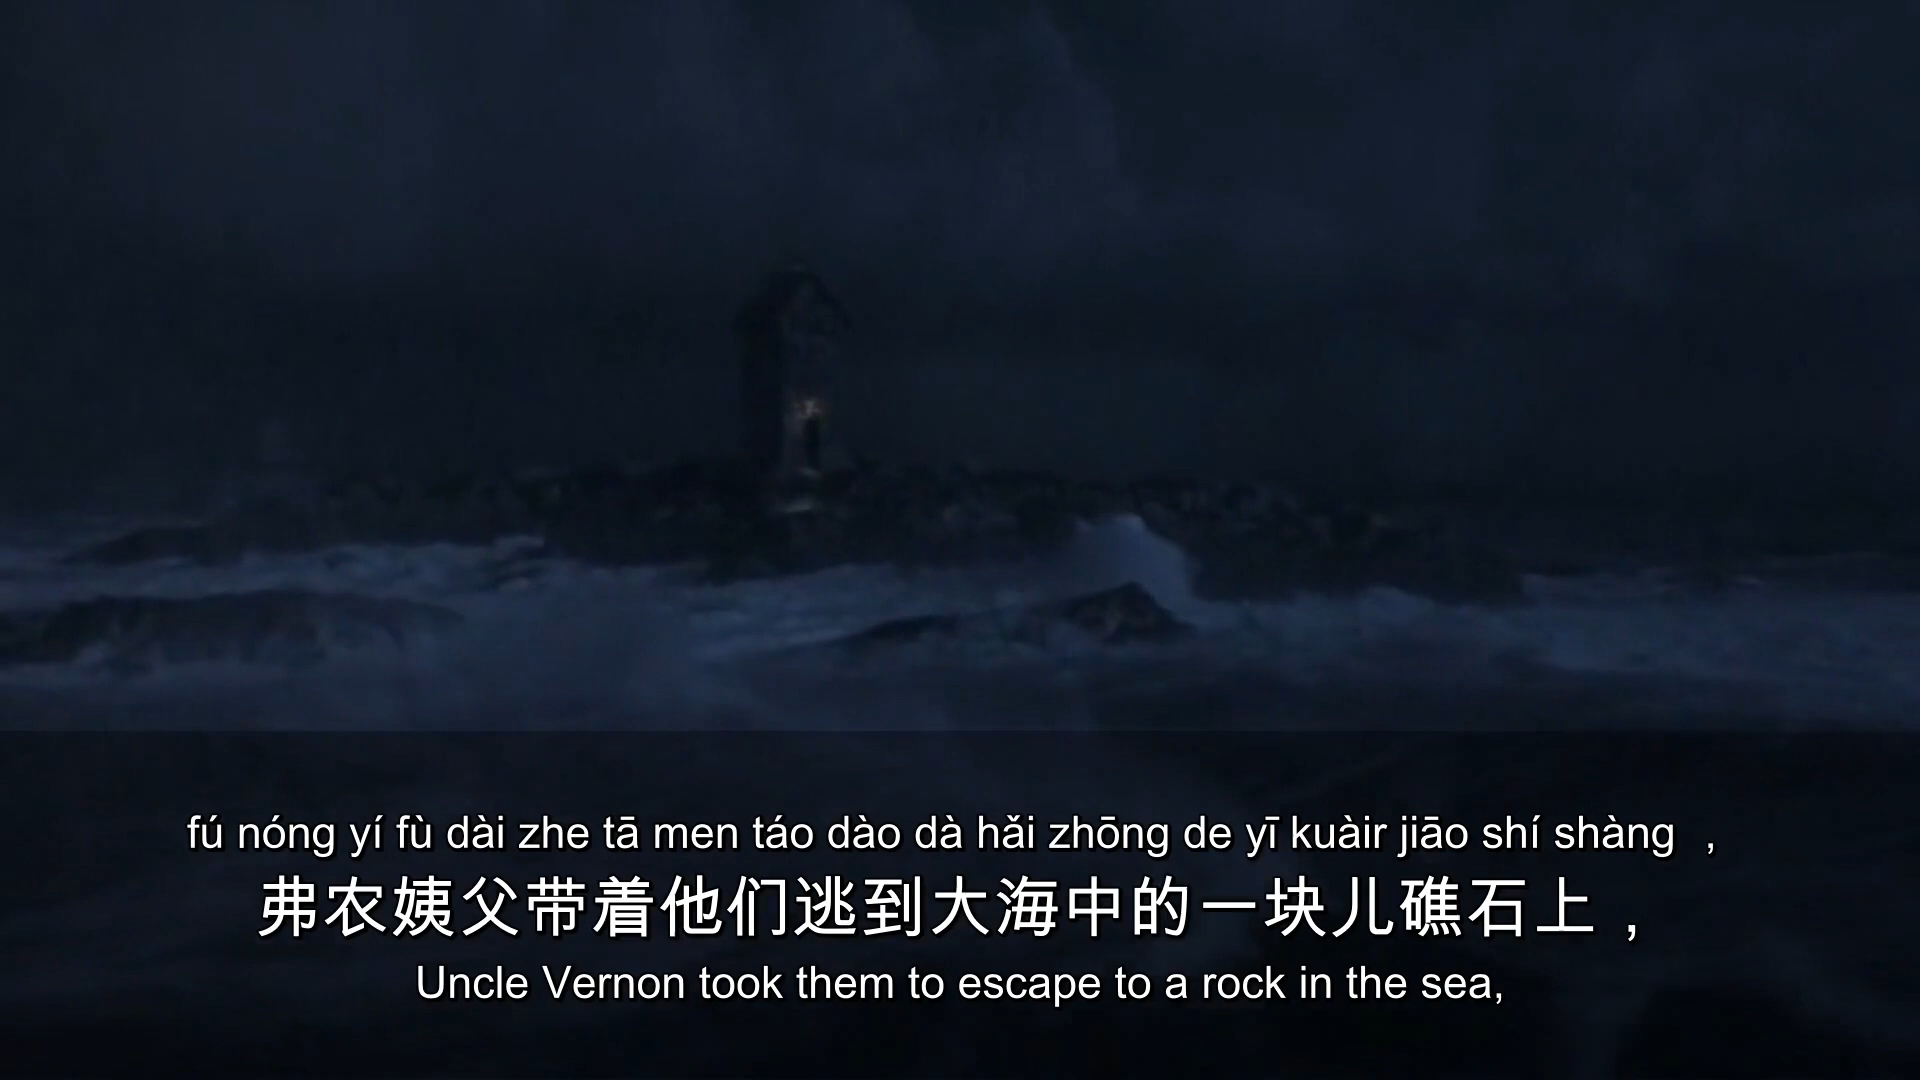 fú nóng yí fù dài zhe tā men táo dào dà hǎi zhōng de yī kuàir jiāo shí shàng ，
弗农姨父带着他们逃到大海中的一块儿礁石上，
Uncle Vernon took them to escape to a rock in the sea,